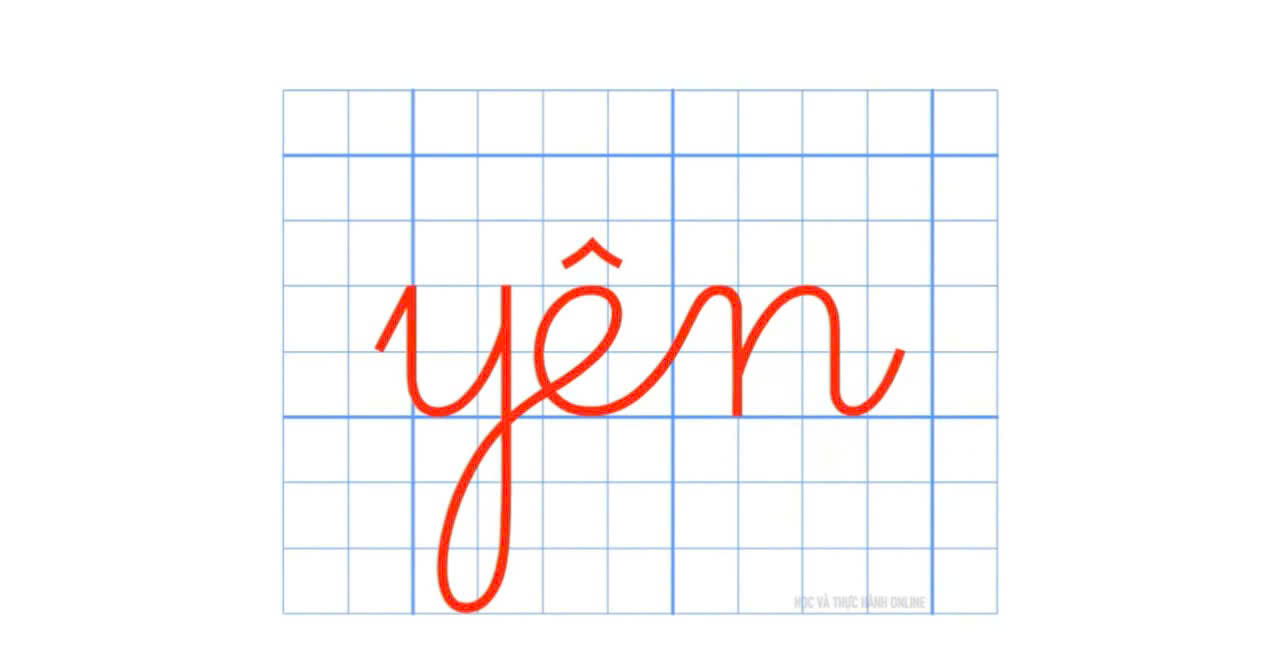 yên
HỌC VÀ THỰC HÀNH ONLINE